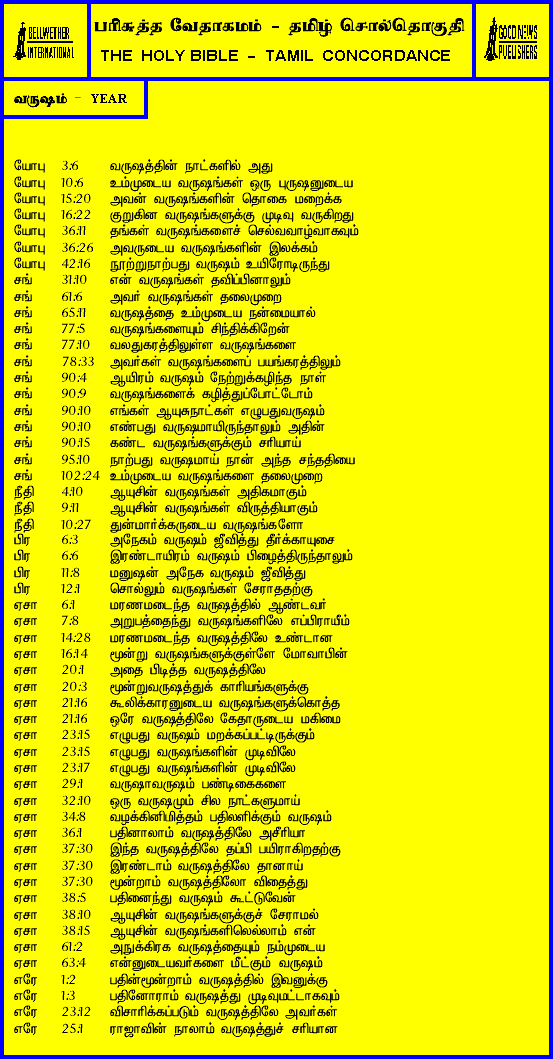 BELLWETHER
INTERNATIONAL
பரிசுத்த வேதாகமம் - தமிழ் சொல்தொகுதி
THE HOLY BIBLE - TAMIL CONCORDANCE
GOOD NEWS
PUBLISHERS
வருஷம் - YEAR
யோபு 3:6 வருஷத்தின் நாட்களில் அது
யோபு 10:6 உம்முடைய வருஷங்கள் ஒரு புருஷனுடைய
யோபு 15:20 அவன் வருஷங்களின் தொகை மறைக்க
யோபு 16:22 குறுகின வருஷங்களுக்கு முடிவு வருகிறது
யோபு 36:11 தங்கள் வருஷங்களைச் செல்வவாழ்வாகவும்
யோபு 36:26 அவருடைய வருஷங்களின் இலக்கம்
யோபு 42:16 நூற்றுநாற்பது வருஷம் உயிரோடிருந்து
சங் 31:10 என் வருஷங்கள் தவிப்பினாலும்
சங் 61:6 அவர் வருஷங்கள் தலைமுறை
சங் 65:11 வருஷத்தை உம்முடைய நன்மையால்
சங் 77:5 வருஷங்களையும் சிந்திக்கிறேன்
சங் 77:10 வலதுகரத்திலுள்ள வருஷங்களை
சங் 78:33 அவர்கள் வருஷங்களைப் பயங்கரத்திலும்
சங் 90:4 ஆயிரம் வருஷம் நேற்றுக்கழிந்த நாள்
சங் 90:9 வருஷங்களைக் கழித்துப்போட்டோம்
சங் 90:10 எங்கள் ஆயுசுநாட்கள் எழுபதுவருஷம்
சங் 90:10 எண்பது வருஷமாயிருந்தாலும் அதின்
சங் 90:15 கண்ட வருஷங்களுக்கும் சரியாய்
சங் 95:10 நாற்பது வருஷமாய் நான் அந்த சந்ததியை
சங் 102:24 உம்முடைய வருஷங்களை தலைமுறை
நீதி 4:10 ஆயுசின் வருஷங்கள் அதிகமாகும்
நீதி 9:11 ஆயுசின் வருஷங்கள் விருத்தியாகும்
நீதி 10:27 துன்மார்க்கருடைய வருஷங்களோ
பிர 6:3 அநேகம் வருஷம் ஜீவித்து தீர்க்காயுசை
பிர 6:6 இரண்டாயிரம் வருஷம் பிழைத்திருந்தாலும்
பிர 11:8 மனுஷன் அநேக வருஷம் ஜீவித்து
பிர 12:1 சொல்லும் வருஷங்கள் சேராததற்கு
ஏசா 6:1 மரணமடைந்த வருஷத்தில் ஆண்டவர்
ஏசா 7:8 அறுபத்தைந்து வருஷங்களிலே எப்பிராயீம்
ஏசா 14:28 மரணமடைந்த வருஷத்திலே உண்டான
ஏசா 16:14 மூன்று வருஷங்களுக்குள்ளே மோவாபின்
ஏசா 20:1 அதை பிடித்த வருஷத்திலே
ஏசா 20:3 மூன்றுவருஷத்துக் காரியங்களுக்கு
ஏசா 21:16 கூலிக்காரனுடைய வருஷங்களுக்கொத்த
ஏசா 21:16 ஒரே வருஷத்திலே கேதாருடைய மகிமை
ஏசா 23:15 எழுபது வருஷம் மறக்கப்பட்டிருக்கும்
ஏசா 23:15 எழுபது வருஷங்களின் முடிவிலே
ஏசா 23:17 எழுபது வருஷங்களின் முடிவிலே
ஏசா 29:1 வருஷாவருஷம் பண்டிகைகளை
ஏசா 32:10 ஒரு வருஷமும் சில நாட்களுமாய்
ஏசா 34:8 வழக்கினிமித்தம் பதிலளிக்கும் வருஷம்
ஏசா 36:1 பதினாலாம் வருஷத்திலே அசீரியா
ஏசா 37:30 இந்த வருஷத்திலே தப்பி பயிராகிறதற்கு
ஏசா 37:30 இரண்டாம் வருஷத்திலே தானாய்
ஏசா 37:30 மூன்றாம் வருஷத்திலோ விதைத்து
ஏசா 38:5 பதினைந்து வருஷம் கூட்டுவேன்
ஏசா 38:10 ஆயுசின் வருஷங்களுக்குச் சேராமல்
ஏசா 38:15 ஆயுசின் வருஷங்களிலெல்லாம் என்
ஏசா 61:2 அநுக்கிரக வருஷத்தையும் நம்முடைய
ஏசா 63:4 என்னுடையவர்களை மீட்கும் வருஷம்
எரே 1:2 பதின்மூன்றாம் வருஷத்தில் இவனுக்கு
எரே 1:3 பதினோராம் வருஷத்து முடிவுமட்டாகவும்
எரே 23:12 விசாரிக்கப்படும் வருஷத்திலே அவர்கள்
எரே 25:1 ராஜாவின் நாலாம் வருஷத்துச் சரியான